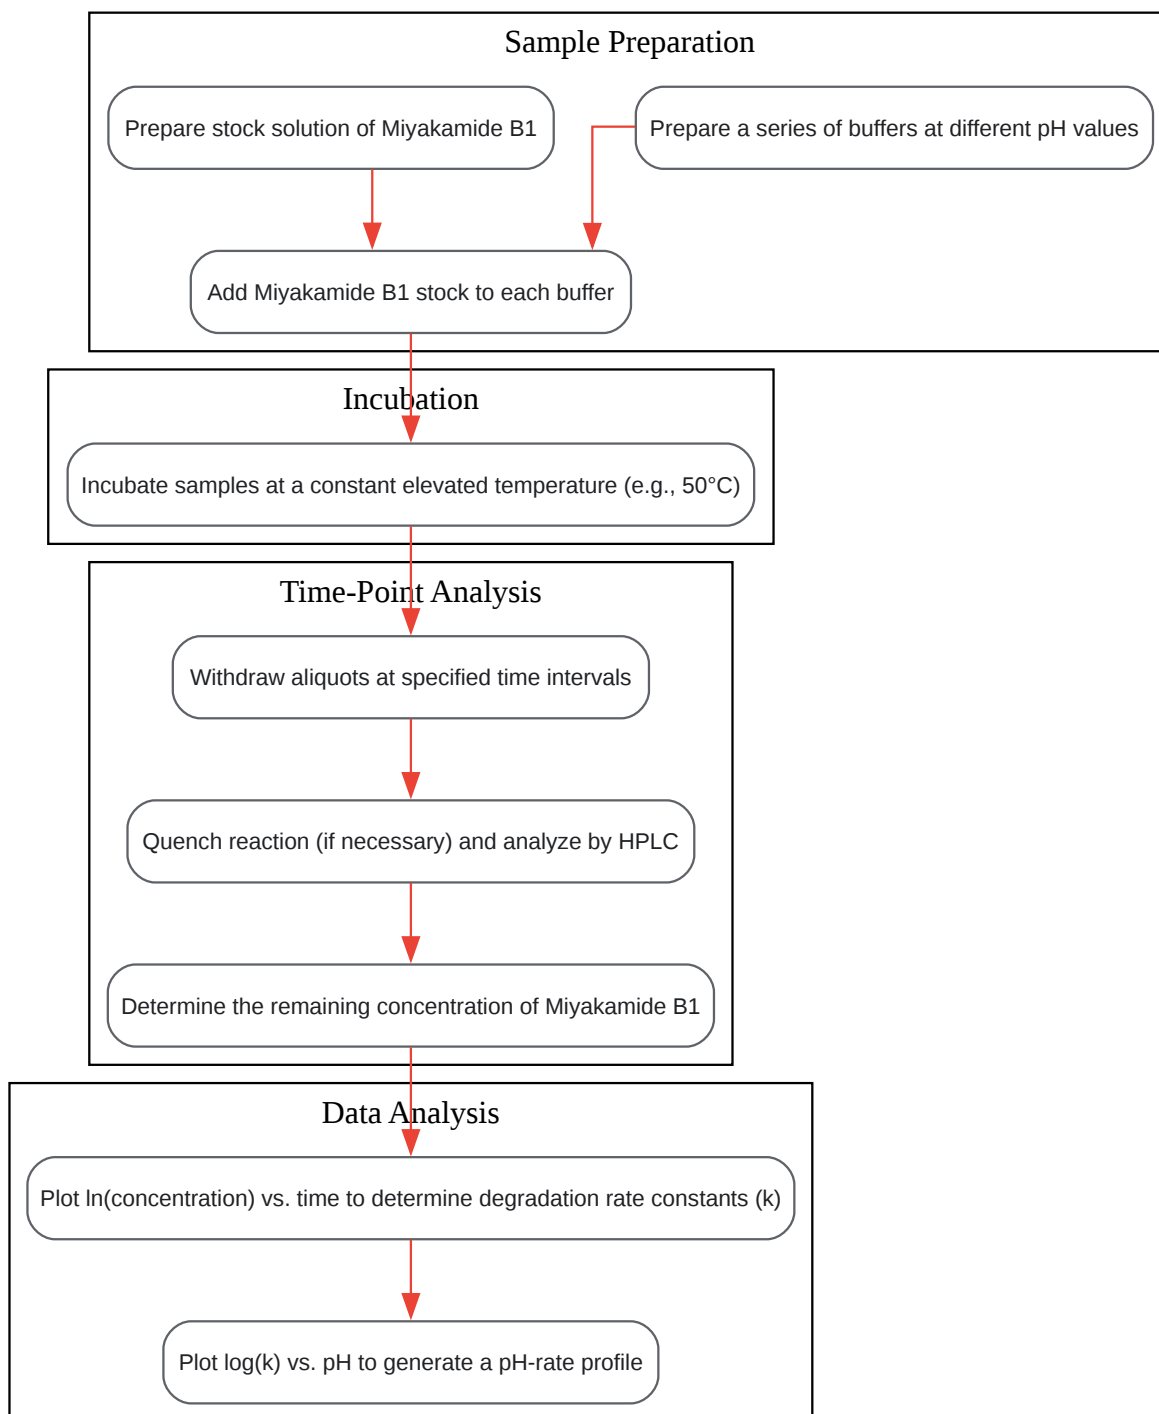 Sample Preparation
Prepare stock solution of Miyakamide B1
Prepare a series of buffers at different pH values
Add Miyakamide B1 stock to each buffer
Incubation
Incubate samples at a constant elevated temperature (e.g., 50°C)
Time-Point Analysis
Withdraw aliquots at specified time intervals
Quench reaction (if necessary) and analyze by HPLC
Determine the remaining concentration of Miyakamide B1
Data Analysis
Plot ln(concentration) vs. time to determine degradation rate constants (k)
Plot log(k) vs. pH to generate a pH-rate profile